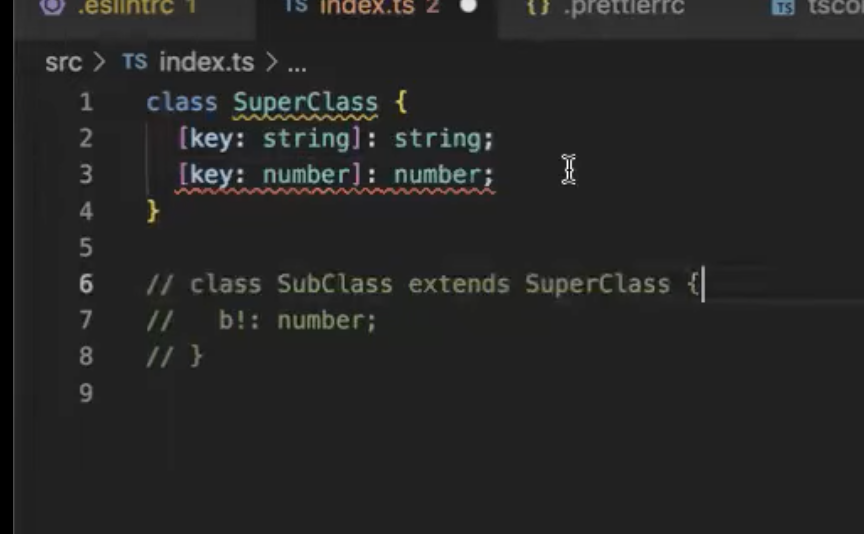 .eslintrc 1 TS index.ts 2 {} .prettierrc TS tsco
src > TS index.ts > ...
1 class SuperClass {
2 [key: string]: string;
3 [key: number]: number;
4 }
5
6 // class SubClass extends SuperClass {
7 //   b!: number;
8 // }
9